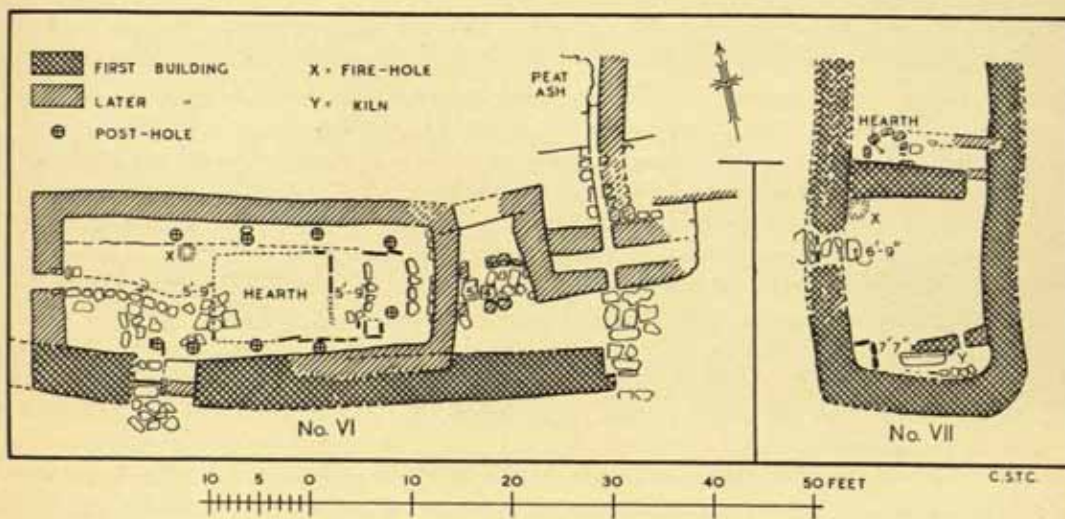 FIRST BUILDING
LATER "
POST-HOLE
X = FIRE-HOLE
Y = KILN
PEAT
ASH
HEARTH
X
5'-9"
HEARTH
5'-9"
No. VI
HEARTH
X
5'-9"
7'-7"
Y
No. VII
10 5 0 10 20 30 40 50 FEET
C.S.T.C.